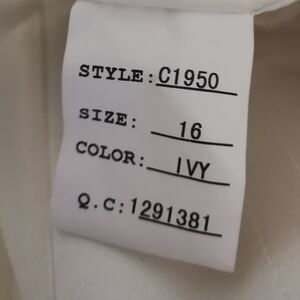 STYLE: C1950
SIZE: 16
COLOR: IVY
Q.C: 1291381